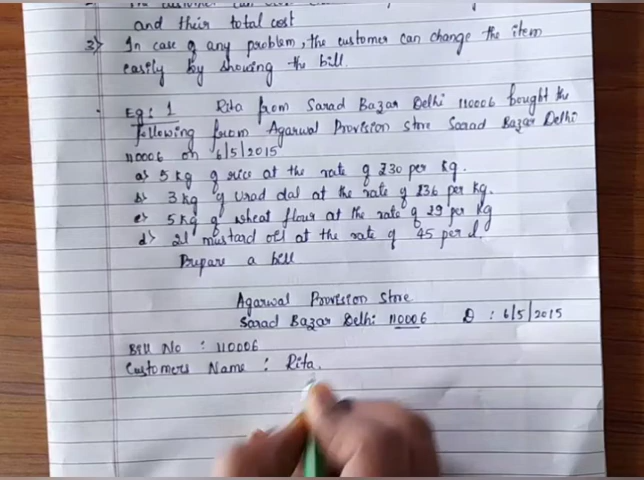 and their total cost
3) In case of any problem, the customer can change the item
easily by showing the bill.
Eg: 1 Rita from Sarad Bazar Delhi 110006 bought the
following from Agarwal Provision store Sarad Bazar Delhi
110006 on 6/5/2015
a) 5 kg of rice at the rate of ₹30 per kg.
b) 3 kg of Urad dal at the rate of ₹36 per kg.
c) 5 kg of wheat flour at the rate of 29 per kg
d) 2l mustard oil at the rate of 45 per l.
Prepare a bill
Agarwal Provision store
Sarad Bazar Delhi 110006 D : 6/5/2015
Bill No : 110006
Customers Name : Rita.